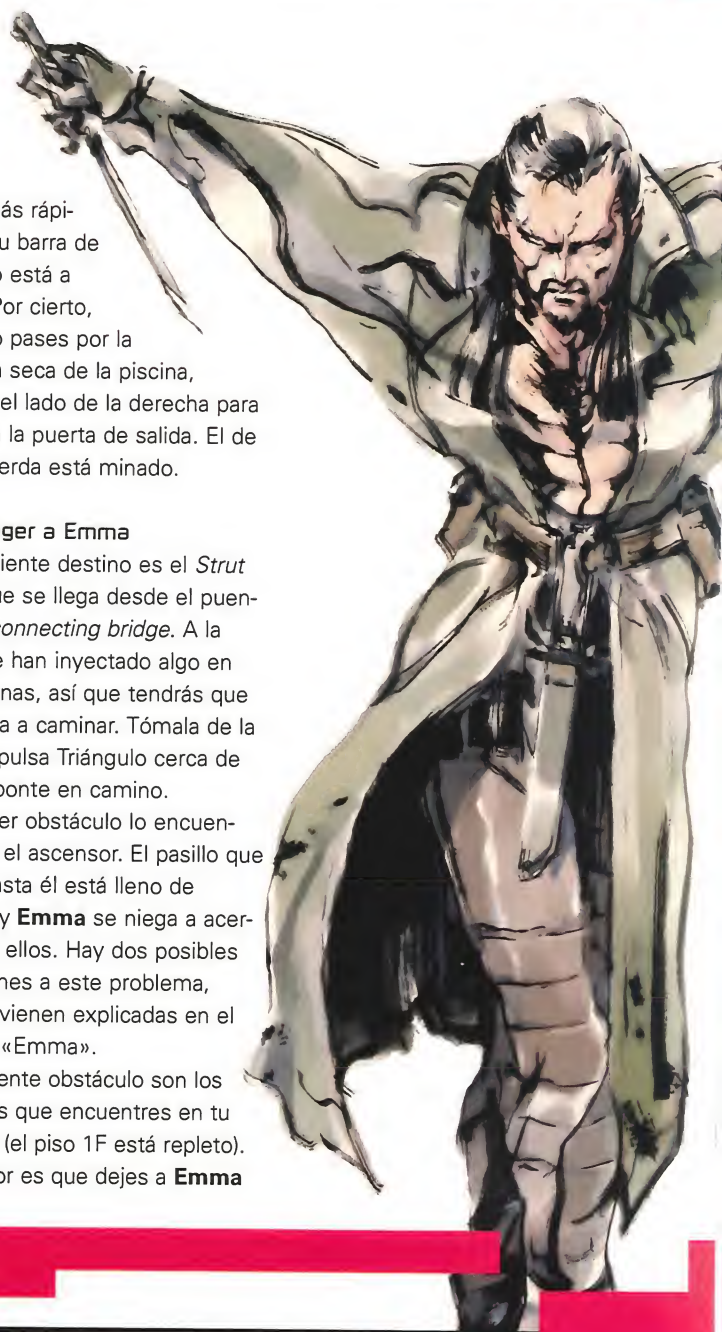 ás rápi-
u barra de
o está a
Por cierto,
o pases por la
a seca de la piscina,
el lado de la derecha para
a la puerta de salida. El de
uierda está minado.
ger a Emma
iente destino es el Strut
ue se llega desde el puen-
connecting bridge. A la
e han inyectado algo en
nas, así que tendrás que
la a caminar. Tómala de la
pulsa Triángulo cerca de
ponte en camino.
er obstáculo lo encuen-
el ascensor. El pasillo que
asta él está lleno de
y Emma se niega a acer-
ellos. Hay dos posibles
nes a este problema,
vienen explicadas en el
«Emma».
ente obstáculo son los
s que encuentres en tu
(el piso 1F está repleto).
or es que dejes a Emma